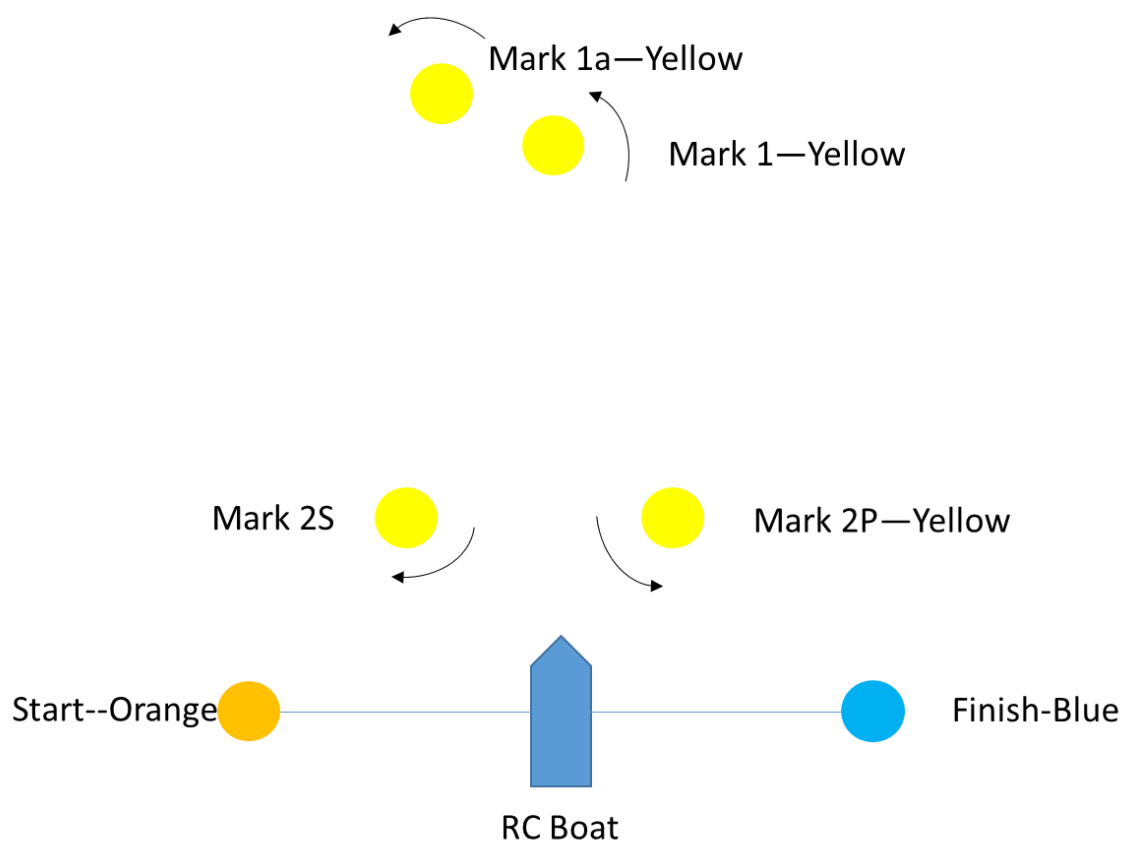 Mark 1a—Yellow
Mark 1—Yellow
Mark 2S
Mark 2P—Yellow
Start--Orange
Finish-Blue
RC Boat